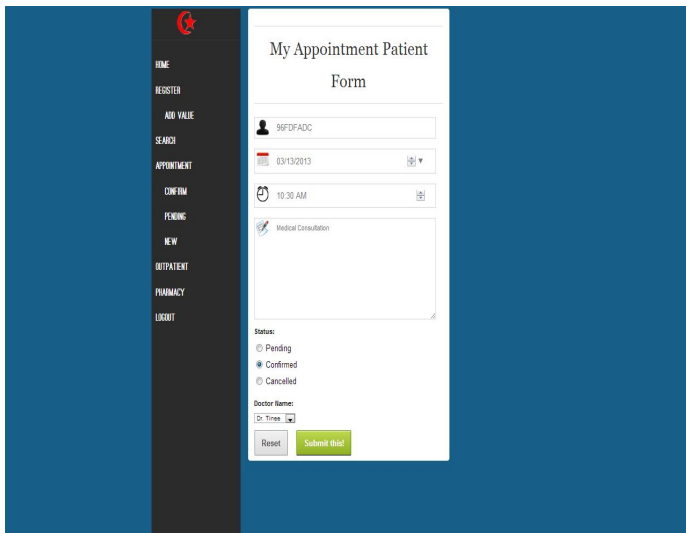 HOME
REGISTER
ADD VALUE
SEARCH
APPOINTMENT
CONFIRM
PENDING
NEW
OUTPATIENT
PHARMACY
LOGOUT
My Appointment Patient
Form
96FDFADC
03/13/2013
10:30 AM
Medical Consultation
Status:
Pending
Confirmed
Cancelled
Doctor Name:
Dr. Tinee
Reset
Submit this!